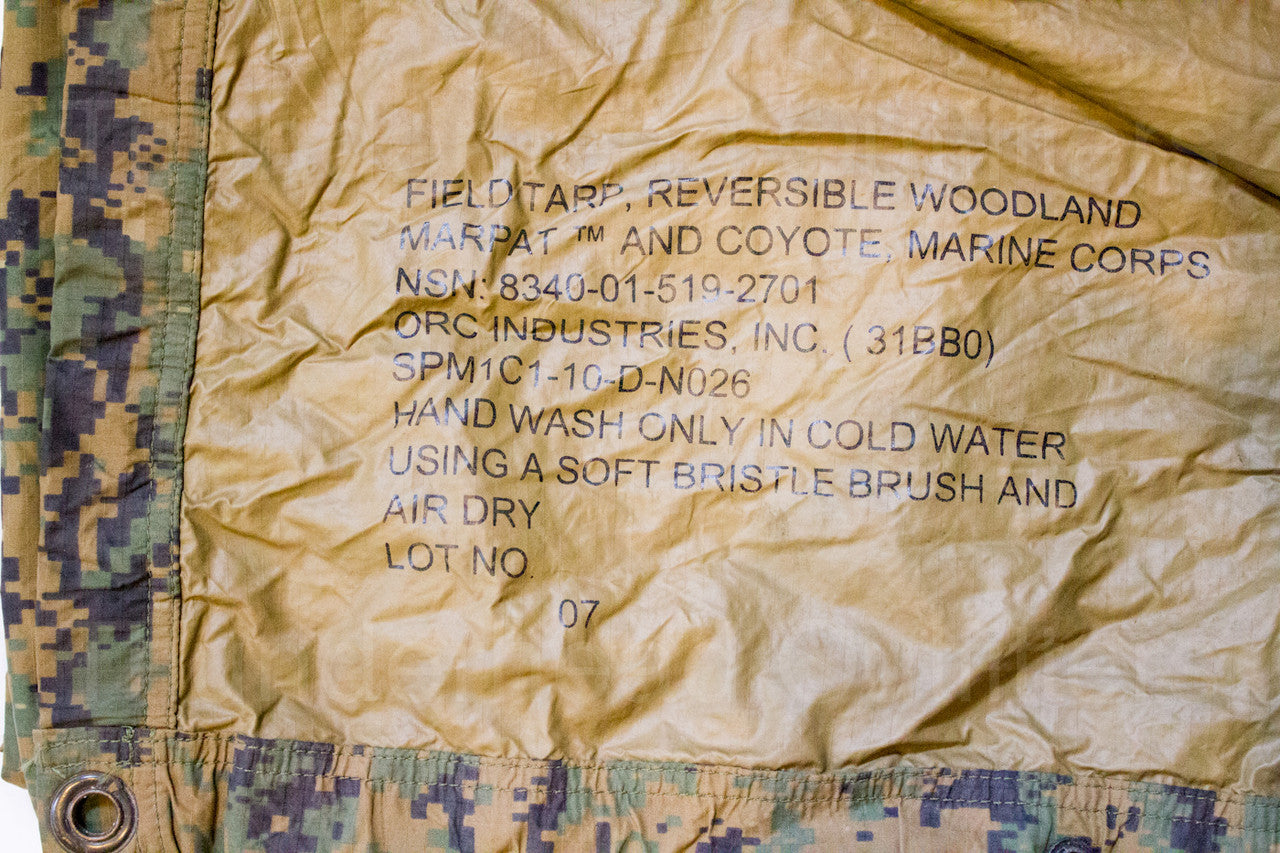 FIELD TARP, REVERSIBLE WOODLAND
MARPAT ™ AND COYOTE, MARINE CORPS
NSN: 8340-01-519-2701
ORC INDUSTRIES, INC. ( 31BB0)
SPM1C1-10-D-N026
HAND WASH ONLY IN COLD WATER
USING A SOFT BRISTLE BRUSH AND
AIR DRY
LOT NO.
07